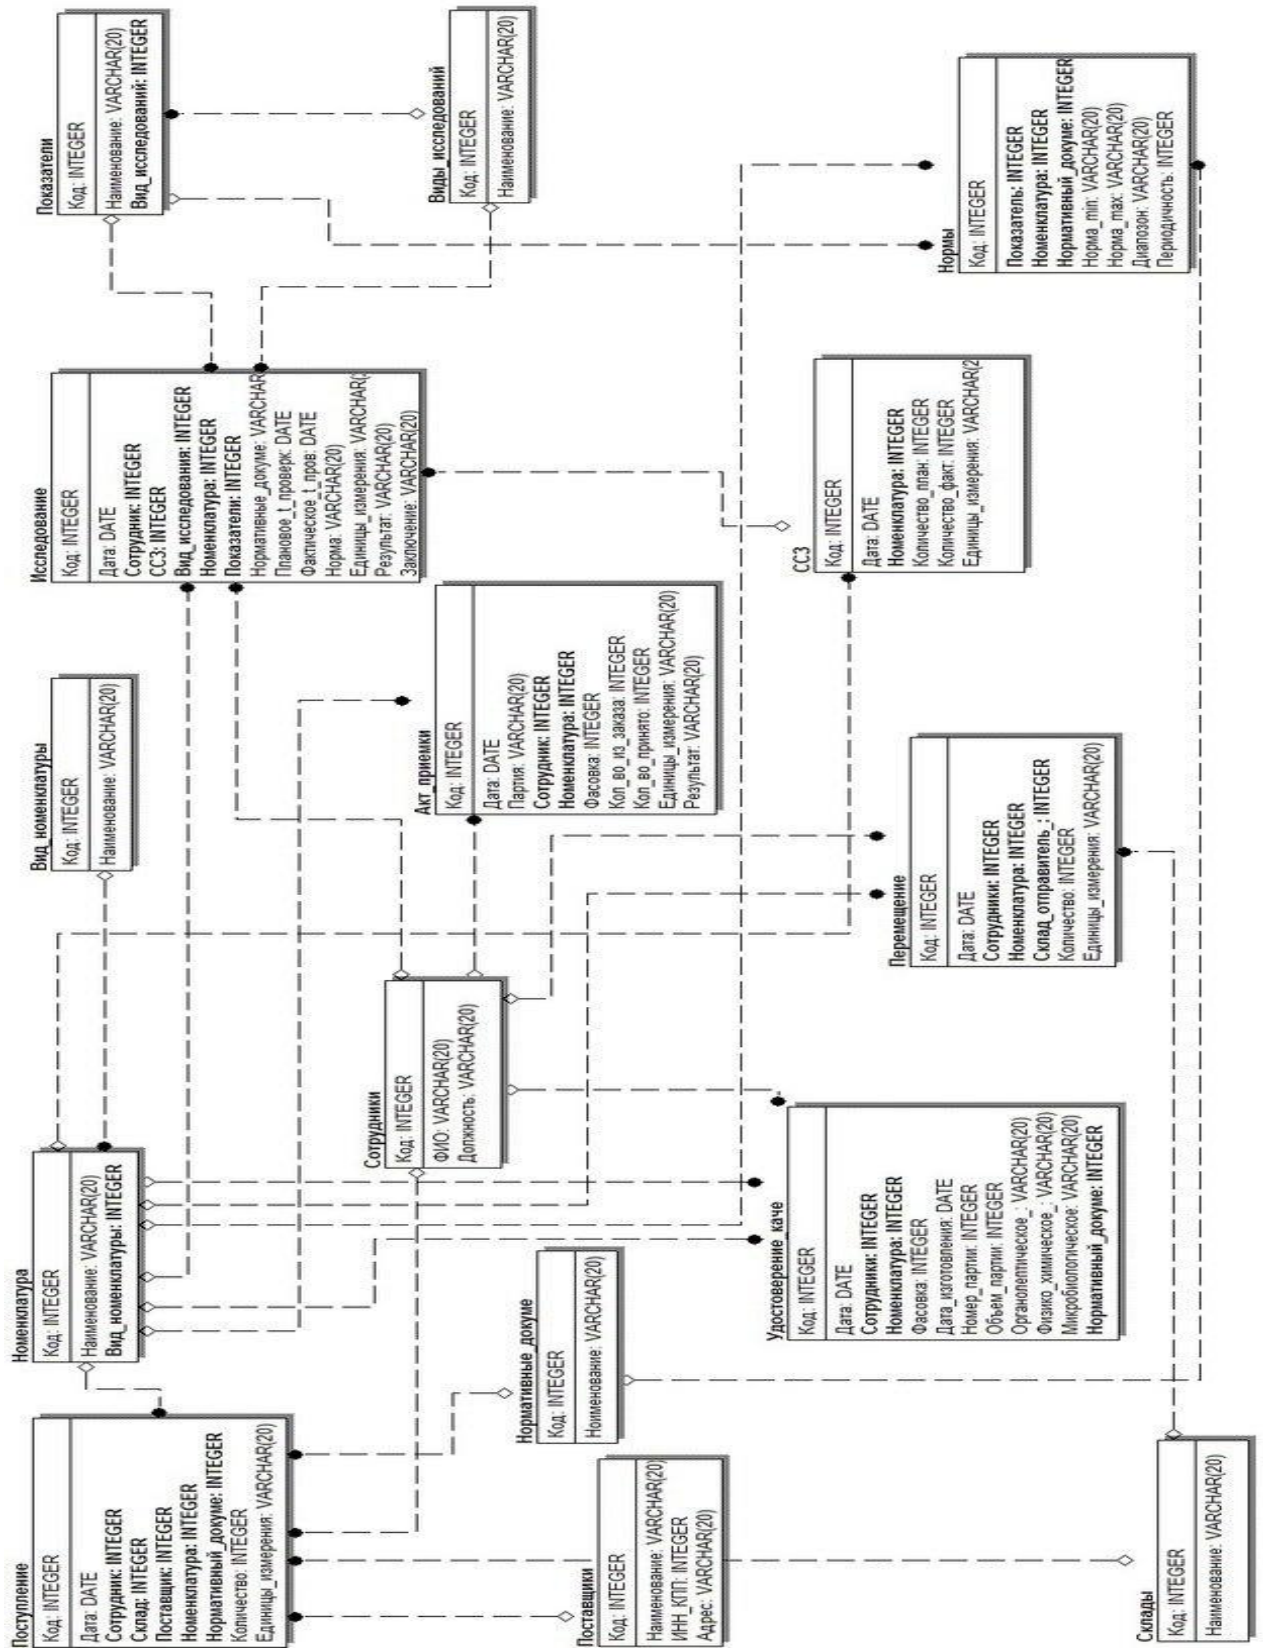 Поступление
Код: INTEGER
Дата: DATE
Сотрудник: INTEGER
Склад: INTEGER
Поставщик: INTEGER
Номенклатура: INTEGER
Нормативный_докуме: INTEGER
Количество: INTEGER
Единицы_измерения: VARCHAR(20)
Номенклатура
Код: INTEGER
Наименование: VARCHAR(20)
Вид_номенклатуры: INTEGER
Вид_номенклатуры
Код: INTEGER
Наименование: VARCHAR(20)
Исследование
Код: INTEGER
Дата: DATE
Сотрудник: INTEGER
ССЗ: INTEGER
Вид_исследования: INTEGER
Номенклатура: INTEGER
Показатели: INTEGER
Нормативные_докуме: VARCHAR(
Плановое_t_проверк: DATE
Фактическое_t_пров: DATE
Норма: VARCHAR(20)
Единицы_измерения: VARCHAR(2
Результат: VARCHAR(20)
Заключение: VARCHAR(20)
Показатели
Код: INTEGER
Наименование: VARCHAR(20)
Вид_исследований: INTEGER
Виды_исследований
Код: INTEGER
Наименование: VARCHAR(20)
Сотрудники
Код: INTEGER
ФИО: VARCHAR(20)
Должность: VARCHAR(20)
Акт_приемки
Код: INTEGER
Дата: DATE
Партия: VARCHAR(20)
Сотрудник: INTEGER
Номенклатура: INTEGER
Фасовка: INTEGER
Кол_во_из_заказа: INTEGER
Кол_во_принято: INTEGER
Единицы_измерения: VARCHAR(20)
Результат: VARCHAR(20)
Нормативные_докуме
Код: INTEGER
Ноименование: VARCHAR(20)
Поставщики
Код: INTEGER
Наименование: VARCHAR(20)
ИНН_КПП: INTEGER
Адрес: VARCHAR(20)
Удостоверение_каче
Код: INTEGER
Дата: DATE
Сотрудники: INTEGER
Номенклатура: INTEGER
Фасовка: INTEGER
Дата_изготовления: DATE
Номер_партии: INTEGER
Объем_партии: INTEGER
Органолептическое_: VARCHAR(20)
Физико_химическое_: VARCHAR(20)
Микробиологическое: VARCHAR(20)
Нормативный_докуме: INTEGER
ССЗ
Код: INTEGER
Дата: DATE
Номенклатура: INTEGER
Количество_план: INTEGER
Количество_факт: INTEGER
Единицы_измерения: VARCHAR(2
Перемещение
Код: INTEGER
Дата: DATE
Сотрудники: INTEGER
Номенклатура: INTEGER
Склад_отправитель_: INTEGER
Количество: INTEGER
Единицы_измерения: VARCHAR(20)
Нормы
Код: INTEGER
Показатель: INTEGER
Номенклатура: INTEGER
Нормативный_докуме: INTEGER
Норма_min: VARCHAR(20)
Норма_max: VARCHAR(20)
Диапозон: VARCHAR(20)
Периодичность: INTEGER
Склады
Код: INTEGER
Наименование: VARCHAR(20)